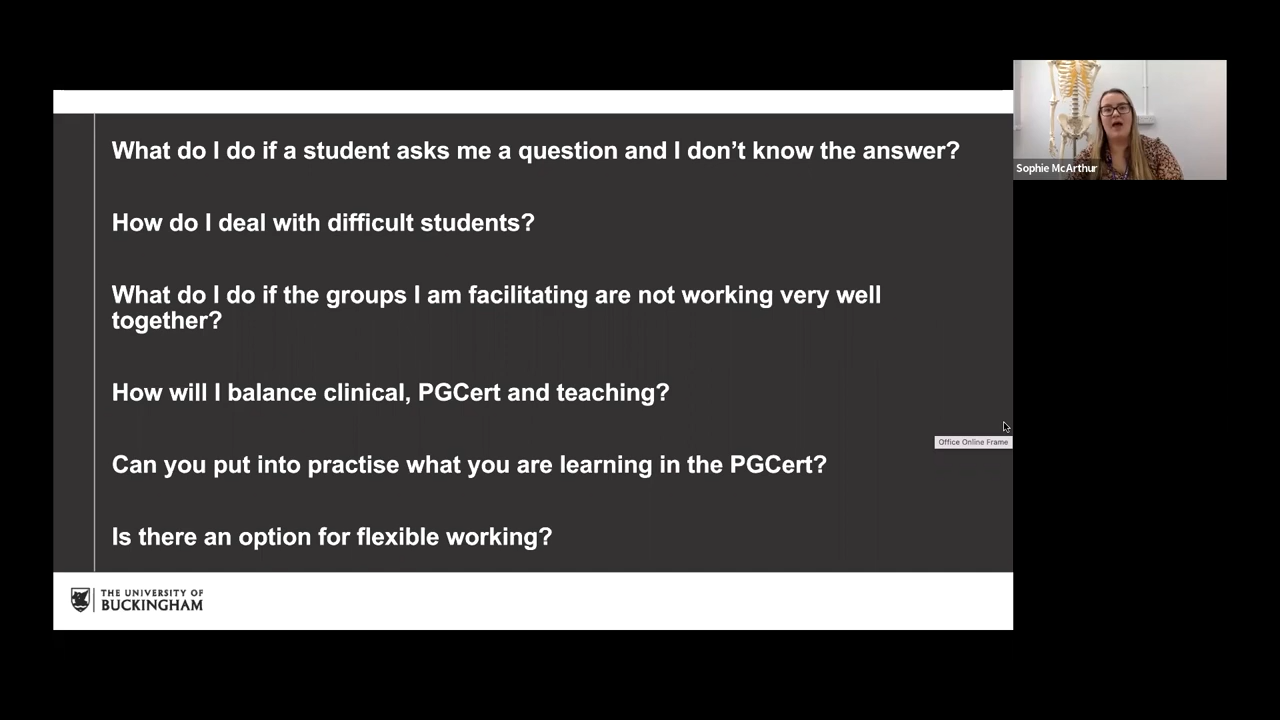 What do I do if a student asks me a question and I don’t know the answer?
How do I deal with difficult students?
What do I do if the groups I am facilitating are not working very well
together?
How will I balance clinical, PGCert and teaching?
Can you put into practise what you are learning in the PGCert?
Is there an option for flexible working?
Office Online Frame
THE UNIVERSITY OF
BUCKINGHAM
Sophie McArthur